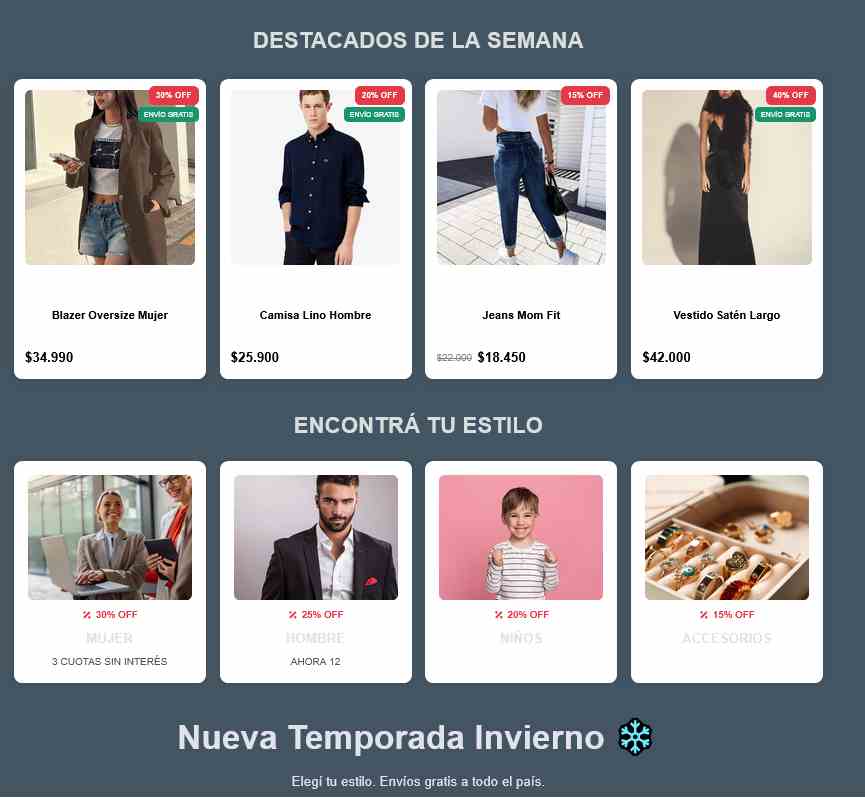 DESTACADOS DE LA SEMANA
30% OFF
ENVÍO GRATIS
Blazer Oversize Mujer
$34.990
20% OFF
ENVÍO GRATIS
Camisa Lino Hombre
$25.900
15% OFF
Jeans Mom Fit
$22.000 $18.450
40% OFF
ENVÍO GRATIS
Vestido Satén Largo
$42.000
ENCONTRÁ TU ESTILO
30% OFF
MUJER
3 CUOTAS SIN INTERÉS
25% OFF
HOMBRE
AHORA 12
20% OFF
NIÑOS
15% OFF
ACCESORIOS
Nueva Temporada Invierno
Elegí tu estilo. Envíos gratis a todo el país.